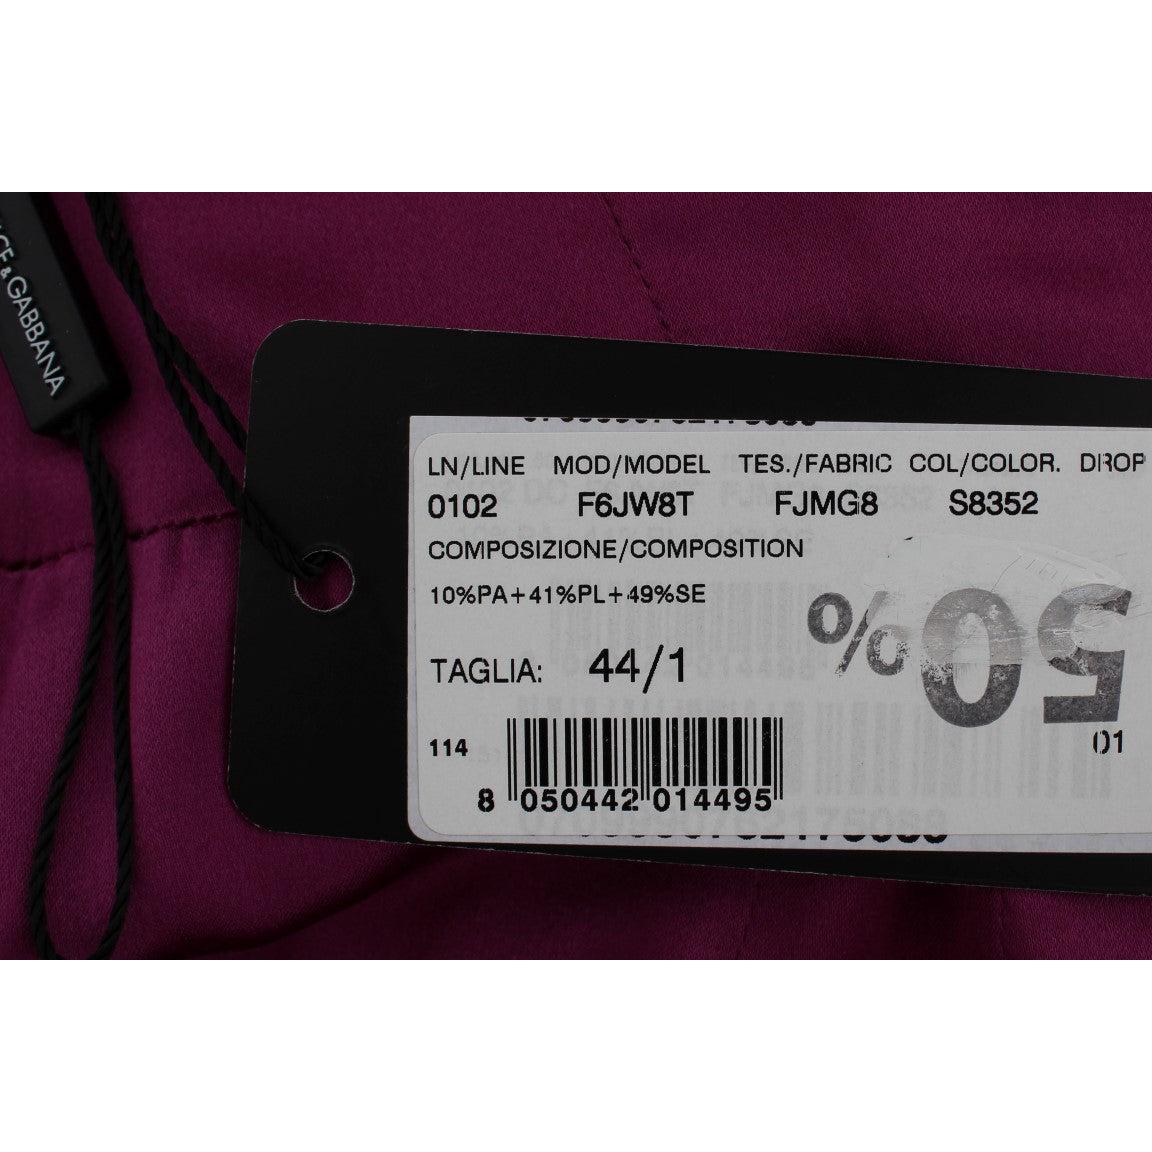 & GABBANA
LN/LINE MOD/MODEL TES./FABRIC COL/COLOR. DROP
0102 F6JW8T FJMG8 S8352
COMPOSIZIONE/COMPOSITION
10%PA+41%PL+49%SE
50%
TAGLIA: 44/1
01
114
8 050442 014495